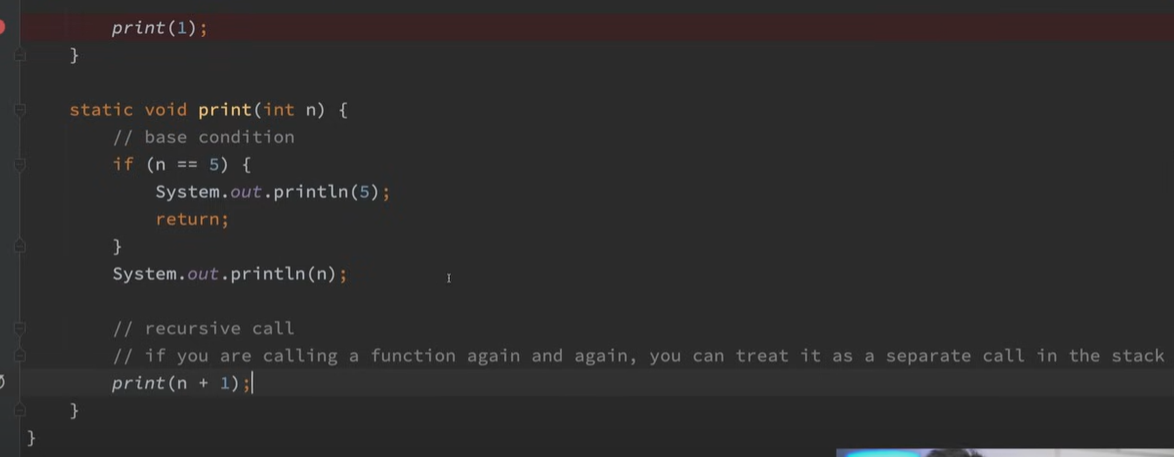 print(1);
}
static void print(int n) {
// base condition
if (n == 5) {
System.out.println(5);
return;
}
System.out.println(n);
// recursive call
// if you are calling a function again and again, you can treat it as a separate call in the stack
print(n + 1);
}
}